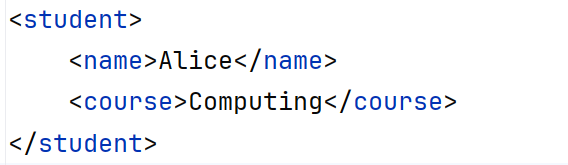 <student>
    <name>Alice</name>
    <course>Computing</course>
</student>